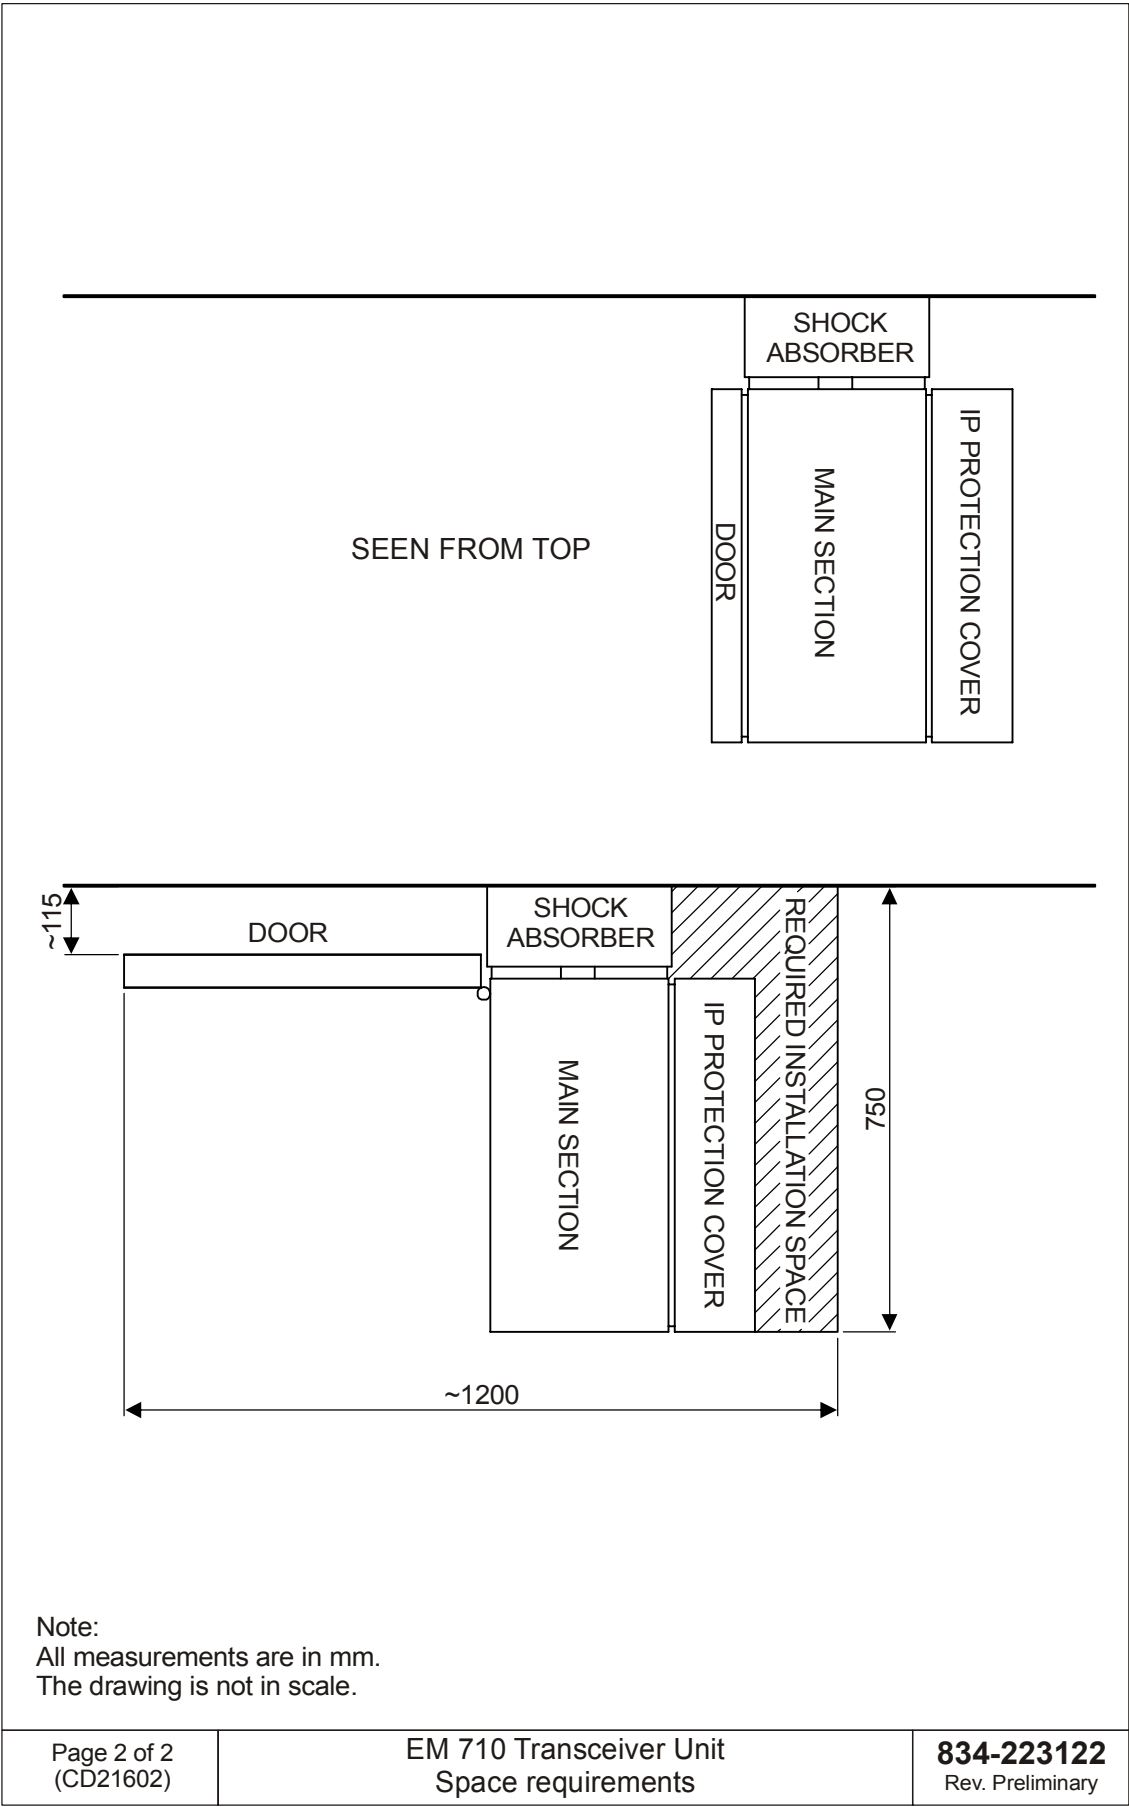 SHOCK
ABSORBER
SEEN FROM TOP
DOOR
MAIN SECTION
IP PROTECTION COVER
~115
DOOR
SHOCK
ABSORBER
MAIN SECTION
IP PROTECTION COVER
REQUIRED INSTALLATION SPACE
750
~1200
Note:
All measurements are in mm.
The drawing is not in scale.
Page 2 of 2
(CD21602)
EM 710 Transceiver Unit
Space requirements
834-223122
Rev. Preliminary